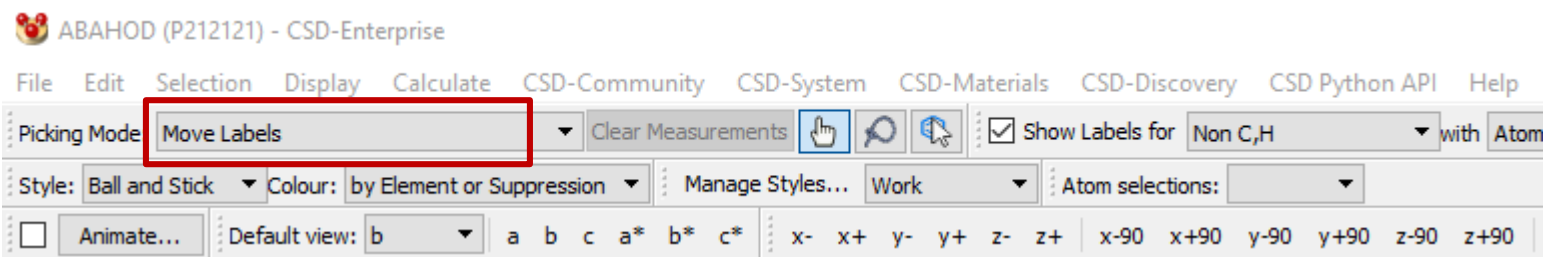 ABAHOD (P212121) - CSD-Enterprise
File Edit Selection Display Calculate CSD-Community CSD-System CSD-Materials CSD-Discovery CSD Python API Help
Picking Mode: Move Labels Clear Measurements Show Labels for Non C,H with Atom
Style: Ball and Stick Colour: by Element or Suppression Manage Styles... Work Atom selections:
Animate... Default view: b a b c a* b* c* x- x+ y- y+ z- z+ x-90 x+90 y-90 y+90 z-90 z+90